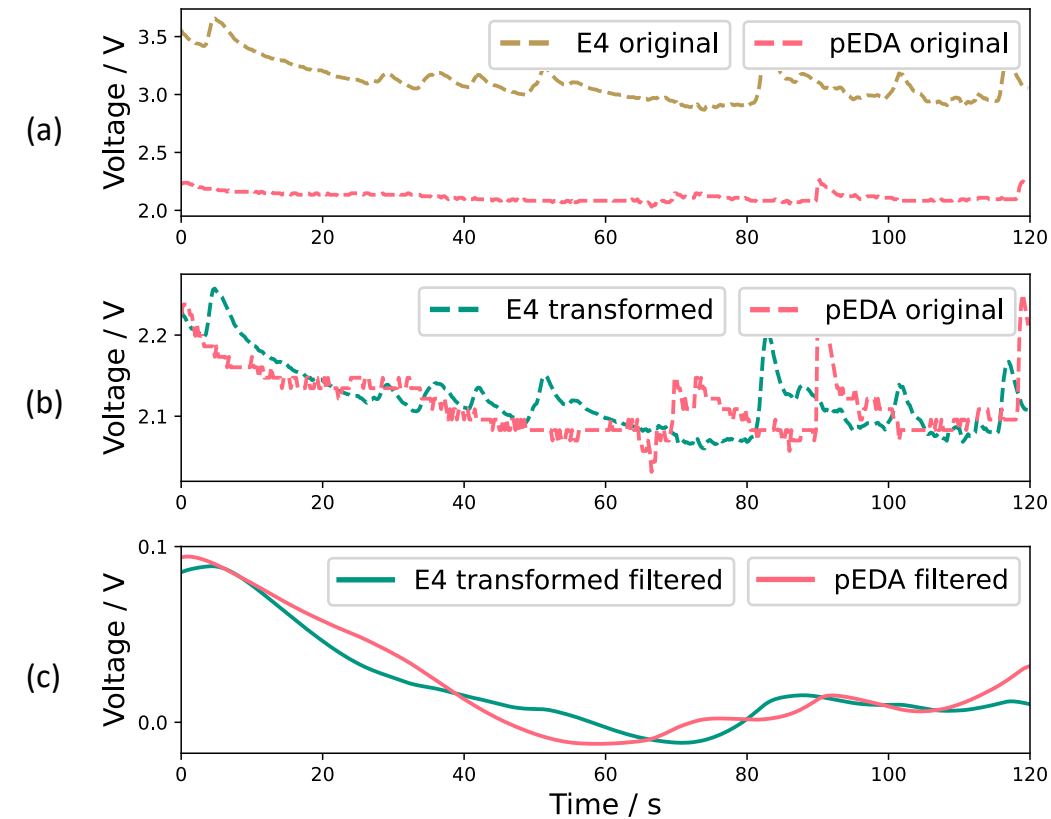 (a)
Voltage / V
3.5
3.0
2.5
2.0
E4 original
pEDA original
0 20 40 60 80 100 120
(b)
Voltage / V
2.2
2.1
E4 transformed
pEDA original
0 20 40 60 80 100 120
(c)
Voltage / V
0.1
0.0
E4 transformed filtered
pEDA filtered
0 20 40 60 80 100 120
Time / s